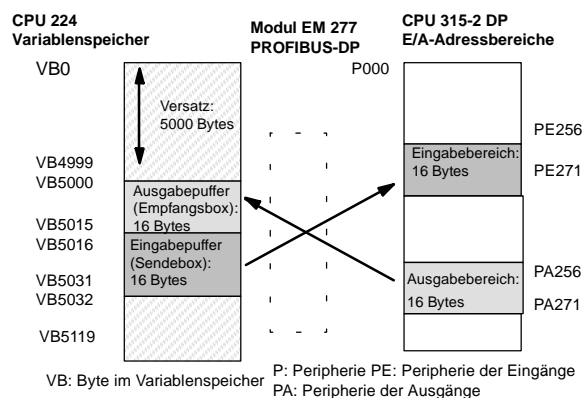 CPU 224
Variablenspeicher
Modul EM 277
PROFIBUS-DP
CPU 315-2 DP
E/A-Adressbereiche
VB0
Versatz:
5000 Bytes
VB4999
VB5000
Ausgabepuffer
(Empfangsbox):
16 Bytes
VB5015
VB5016
Eingabepuffer
(Sendebox):
16 Bytes
VB5031
VB5032
VB5119
P000
PE256
Eingabebereich:
16 Bytes
PE271
PA256
Ausgabebereich:
16 Bytes
PA271
VB: Byte im Variablenspeicher
P: Peripherie PE: Peripherie der Eingänge
PA: Peripherie der Ausgänge